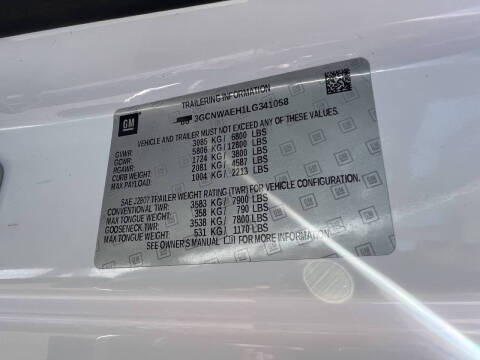 TRAILERING INFORMATION
GM 3GCNWAEH1LG341058
VEHICLE AND TRAILER MUST NOT EXCEED ANY OF THESE VALUES.
GVWR: 3085 KG / 6800 LBS
GCWR: 5806 KG / 12800 LBS
RGAWR: 1724 KG / 3800 LBS
CURB WEIGHT: 2081 KG / 4587 LBS
MAX PAYLOAD: 1004 KG / 2213 LBS
SAE J2807 TRAILER WEIGHT RATING (TWR) FOR VEHICLE CONFIGURATION.
CONVENTIONAL TWR: 3583 KG / 7900 LBS
MAX TONGUE WEIGHT: 358 KG / 790 LBS
GOOSENECK TWR: 3538 KG / 7800 LBS
MAX TONGUE WEIGHT: 531 KG / 1170 LBS
SEE OWNER'S MANUAL FOR MORE INFORMATION.